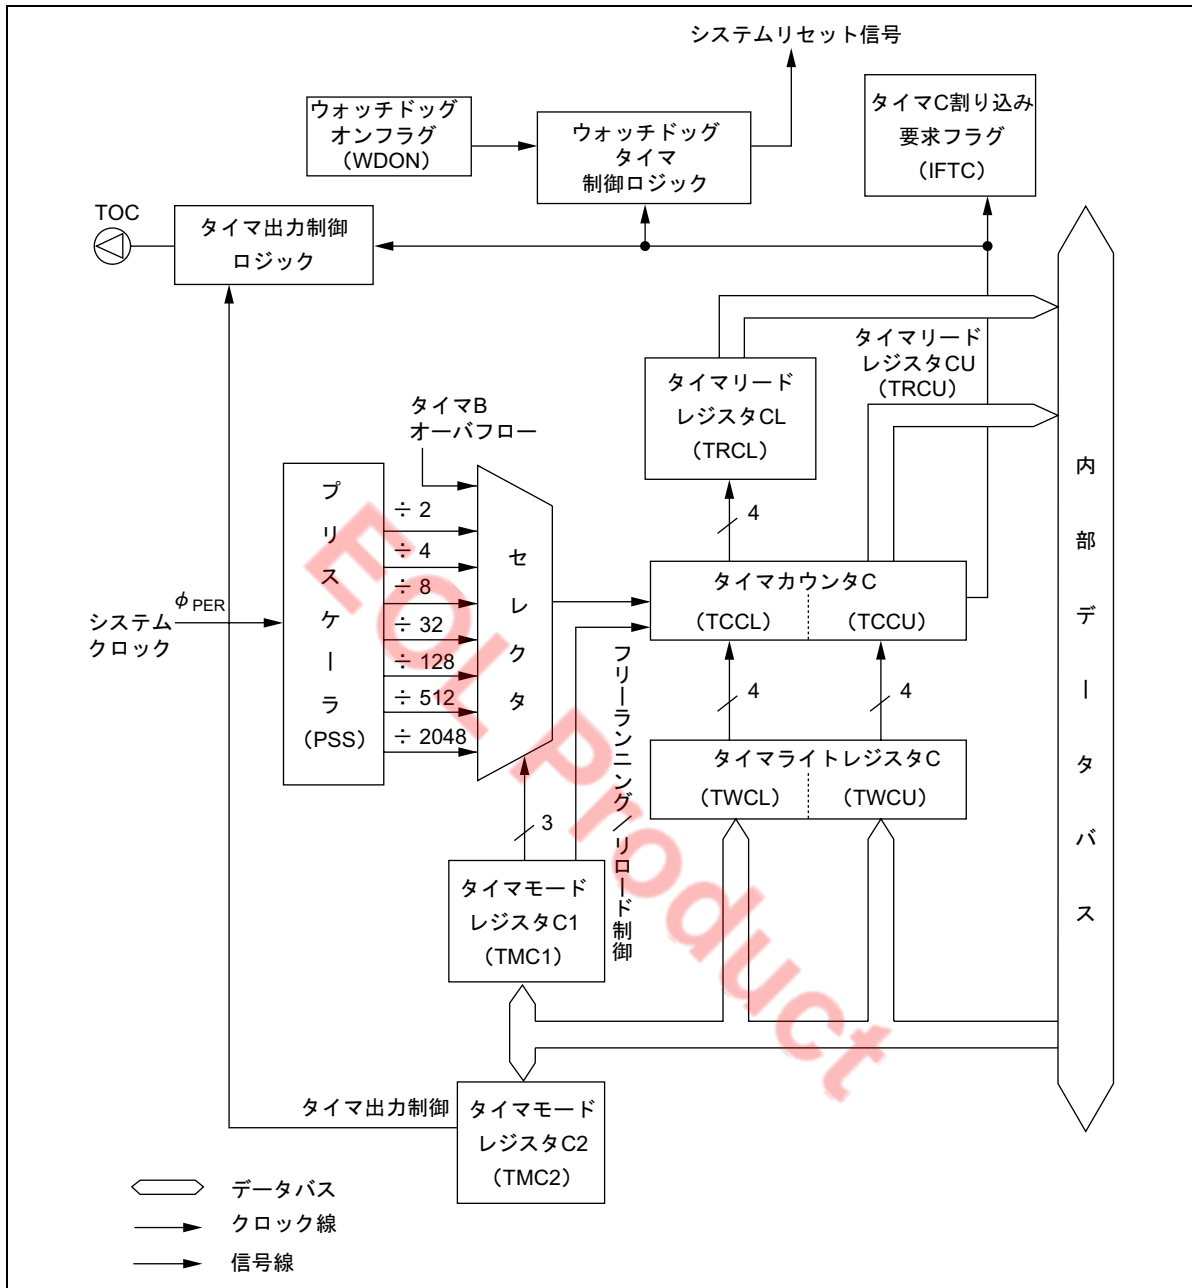 システムリセット信号
ウォッチドッグ
オンフラグ
（WDON）
ウォッチドッグ
タイマ
制御ロジック
タイマC割り込み
要求フラグ
（IFTC）
TOC
タイマ出力制御
ロジック
タイマリード
レジスタCU
（TRCU）
タイマリード
レジスタCL
（TRCL）
タイマB
オーバフロー
プリスケーラ
（PSS）
÷ 2
÷ 4
÷ 8
÷ 32
÷ 128
÷ 512
÷ 2048
セレクタ
φPER
システム
クロック
4
タイマカウンタC
（TCCL）
（TCCU）
4
4
タイマライトレジスタC
（TWCL）
（TWCU）
フリーランニング／リロード制御
3
タイマモード
レジスタC1
（TMC1）
内部データバス
タイマ出力制御
タイマモード
レジスタC2
（TMC2）
データバス
クロック線
信号線
EOL Product